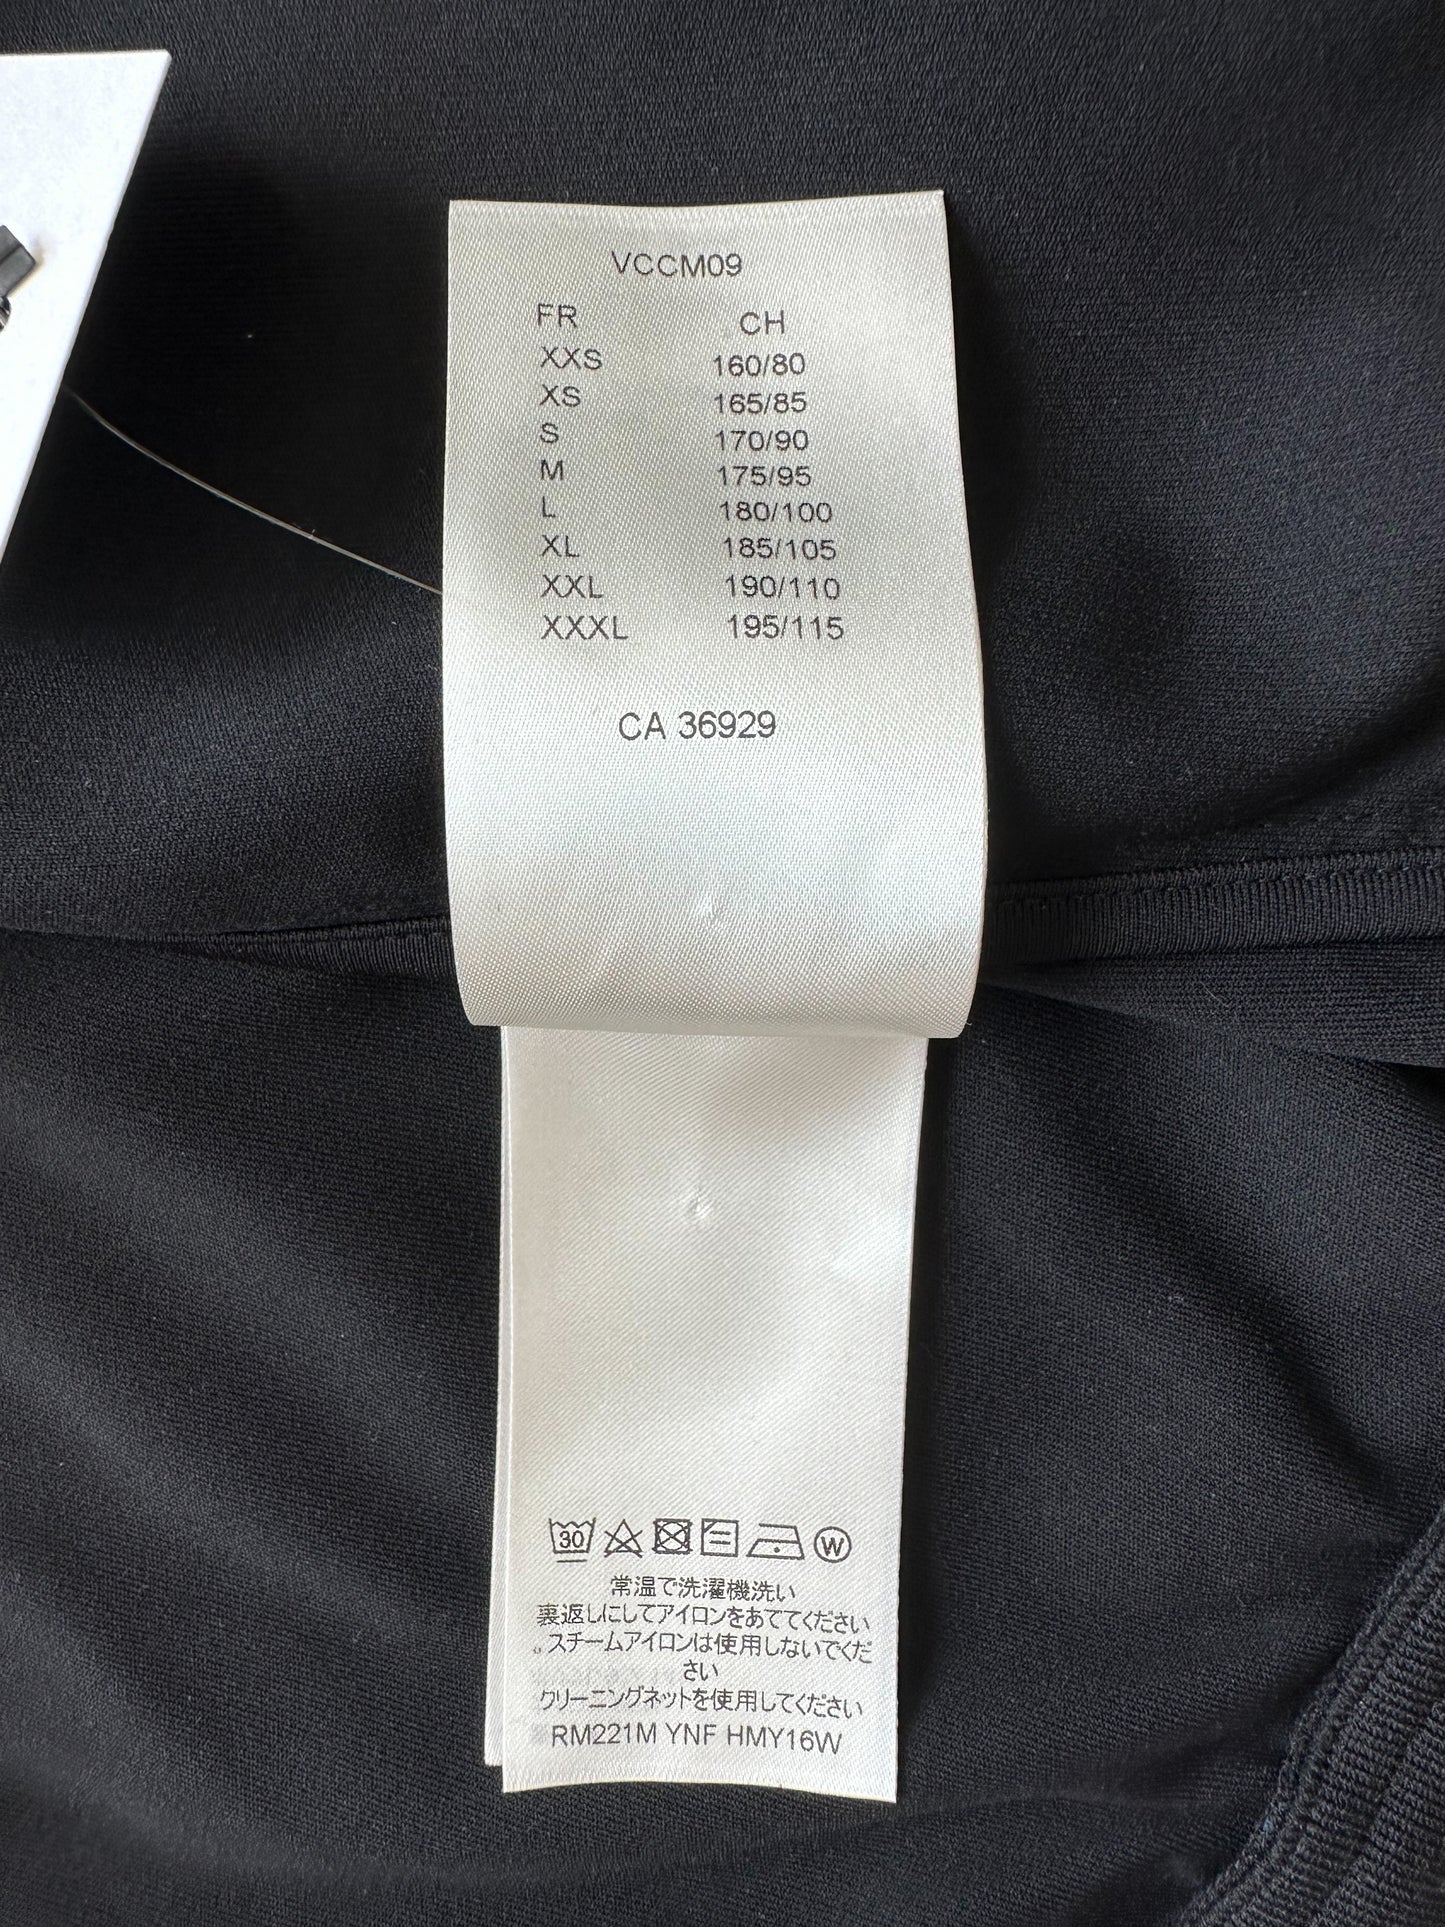 VCCM09
FR CH
XXS 160/80
XS 165/85
S 170/90
M 175/95
L 180/100
XL 185/105
XXL 190/110
XXXL 195/115
CA 36929
30 W
常温で洗濯機洗い
裏返しにしてアイロンをあててください
。スチームアイロンは使用しないでくだ
さい
クリーニングネットを使用してください
RM221M YNF HMY16W